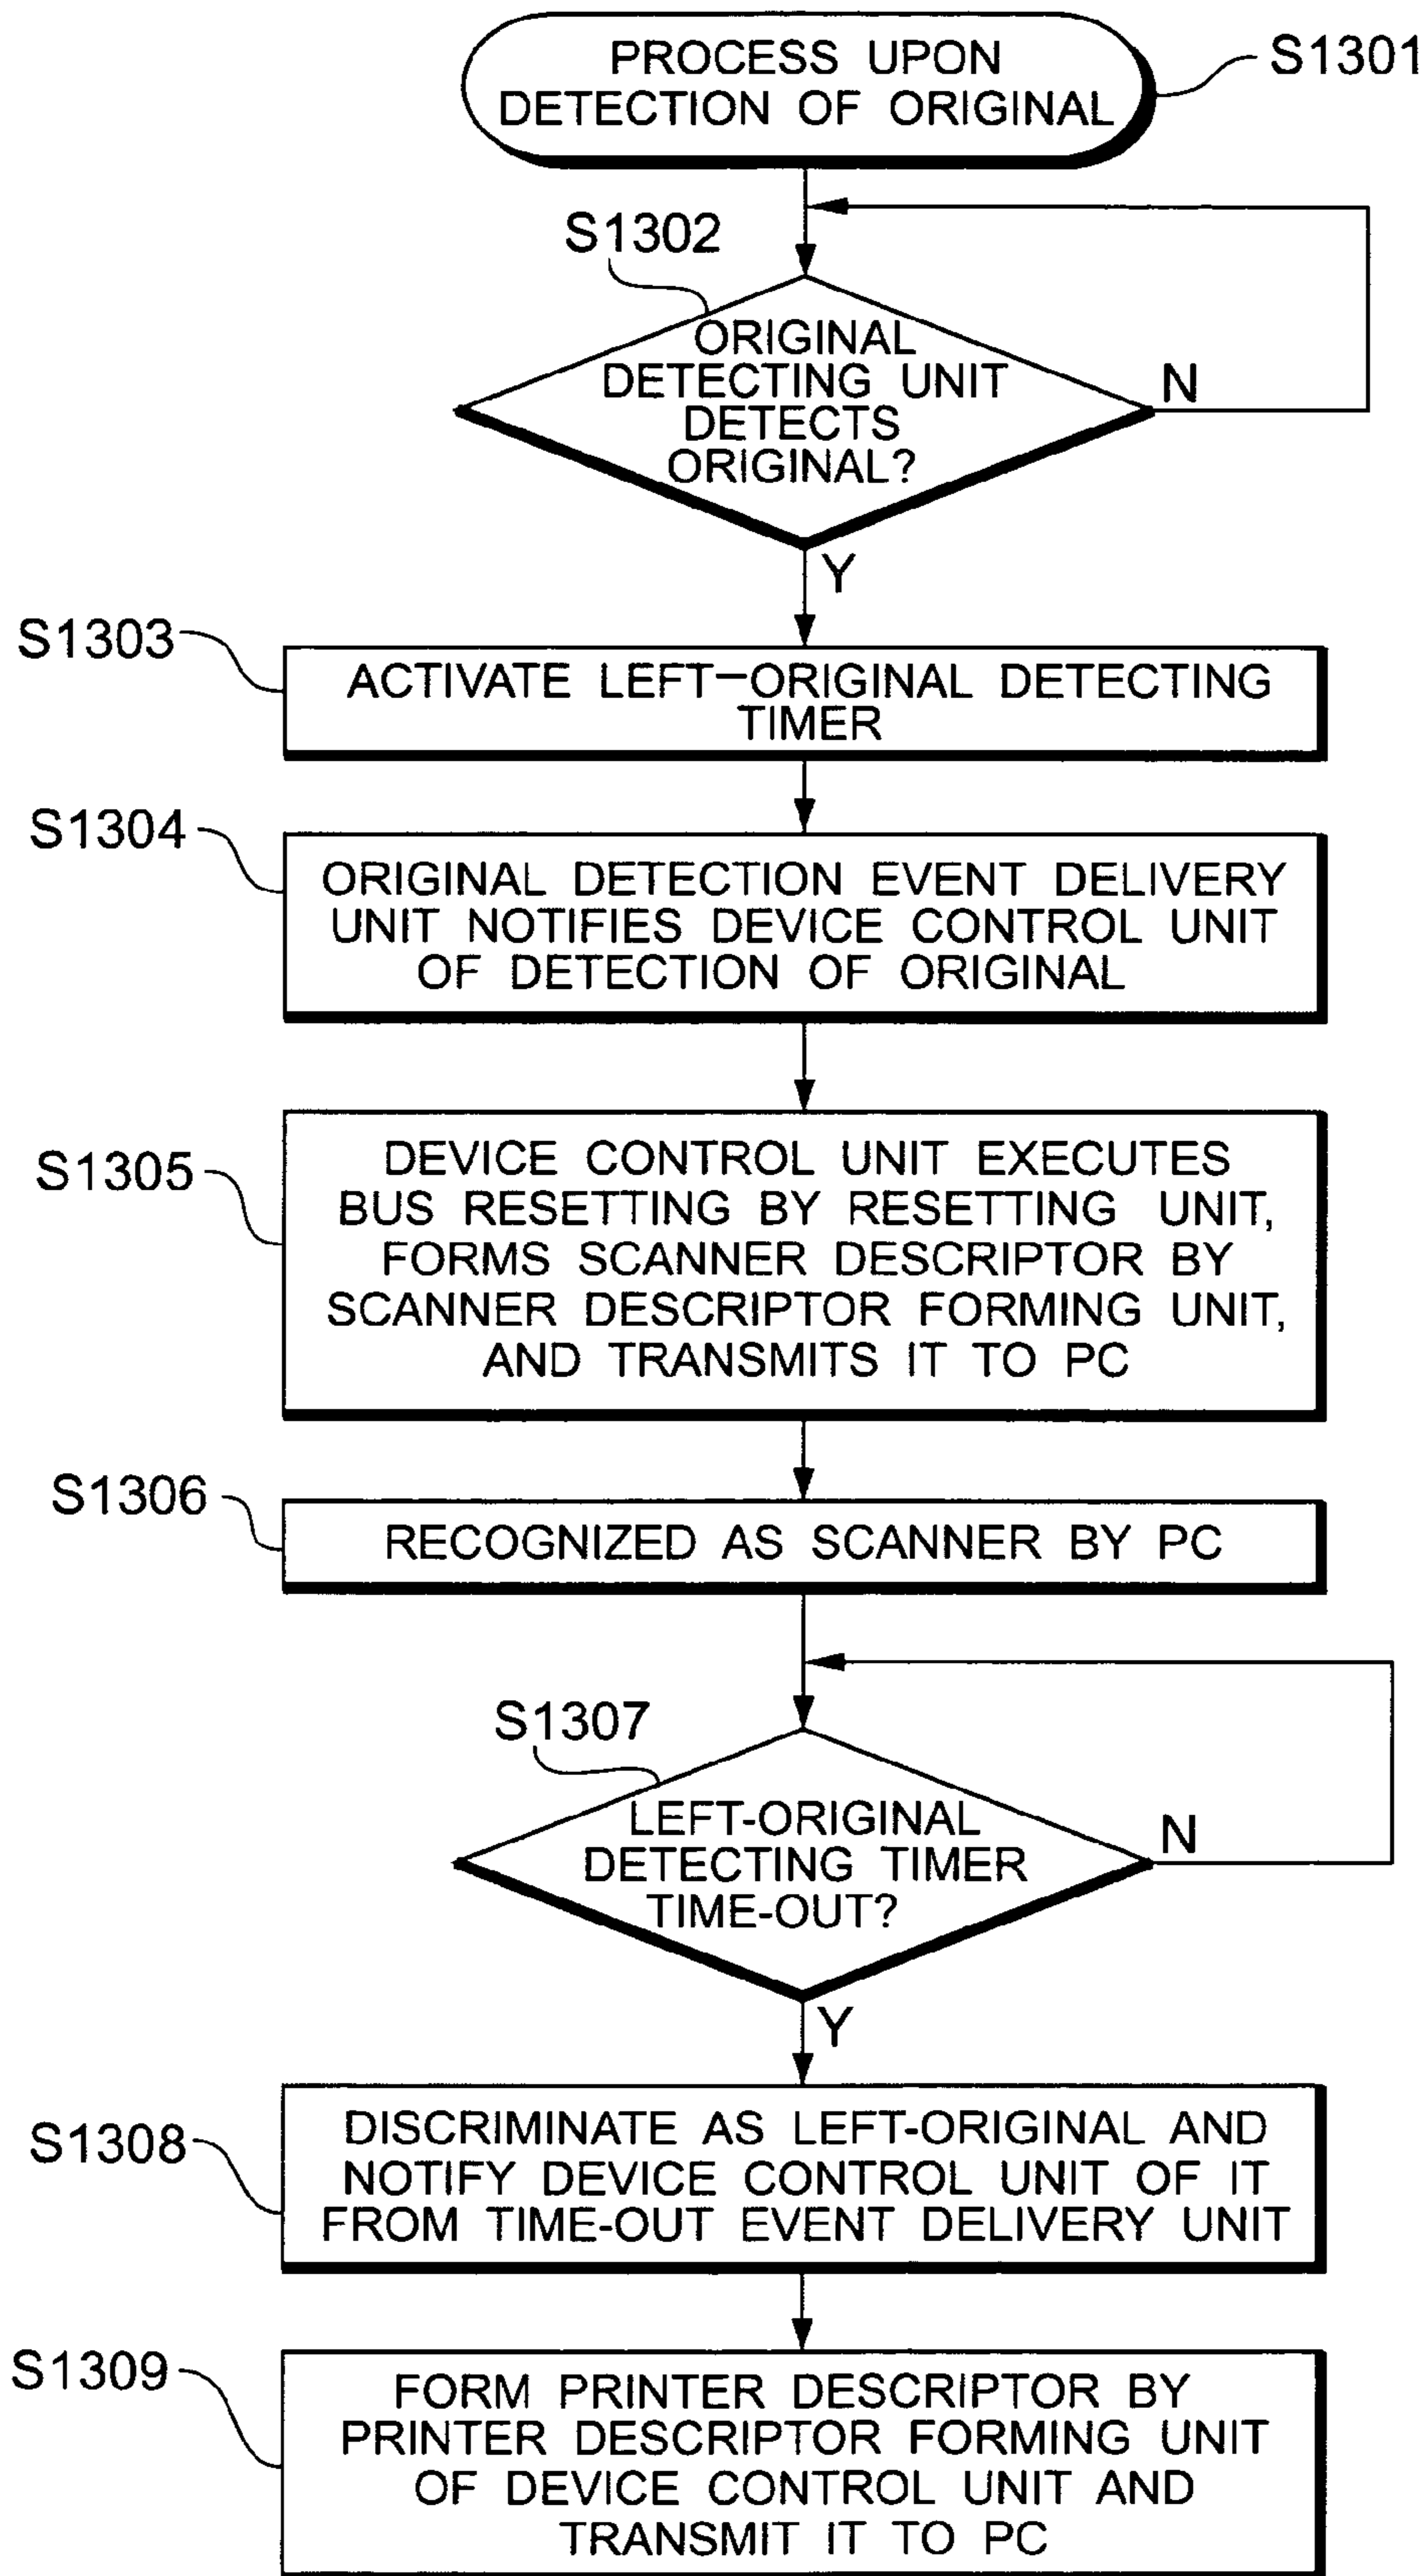 PROCESS UPON
DETECTION OF ORIGINAL
S1301
S1302
ORIGINAL
DETECTING UNIT
DETECTS
ORIGINAL?
N
Y
S1303
ACTIVATE LEFT-ORIGINAL DETECTING
TIMER
S1304
ORIGINAL DETECTION EVENT DELIVERY
UNIT NOTIFIES DEVICE CONTROL UNIT
OF DETECTION OF ORIGINAL
S1305
DEVICE CONTROL UNIT EXECUTES
BUS RESETTING BY RESETTING UNIT,
FORMS SCANNER DESCRIPTOR BY
SCANNER DESCRIPTOR FORMING UNIT,
AND TRANSMITS IT TO PC
S1306
RECOGNIZED AS SCANNER BY PC
S1307
LEFT-ORIGINAL
DETECTING TIMER
TIME-OUT?
N
Y
S1308
DISCRIMINATE AS LEFT-ORIGINAL AND
NOTIFY DEVICE CONTROL UNIT OF IT
FROM TIME-OUT EVENT DELIVERY UNIT
S1309
FORM PRINTER DESCRIPTOR BY
PRINTER DESCRIPTOR FORMING UNIT
OF DEVICE CONTROL UNIT AND
TRANSMIT IT TO PC